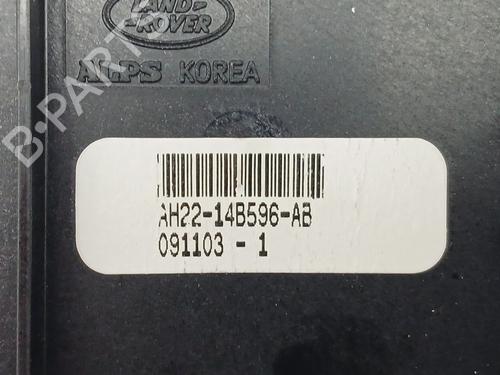 LAND-
-ROVER
ALPS KOREA
B-PARTS
AH22-14B596-AB
091103 - 1